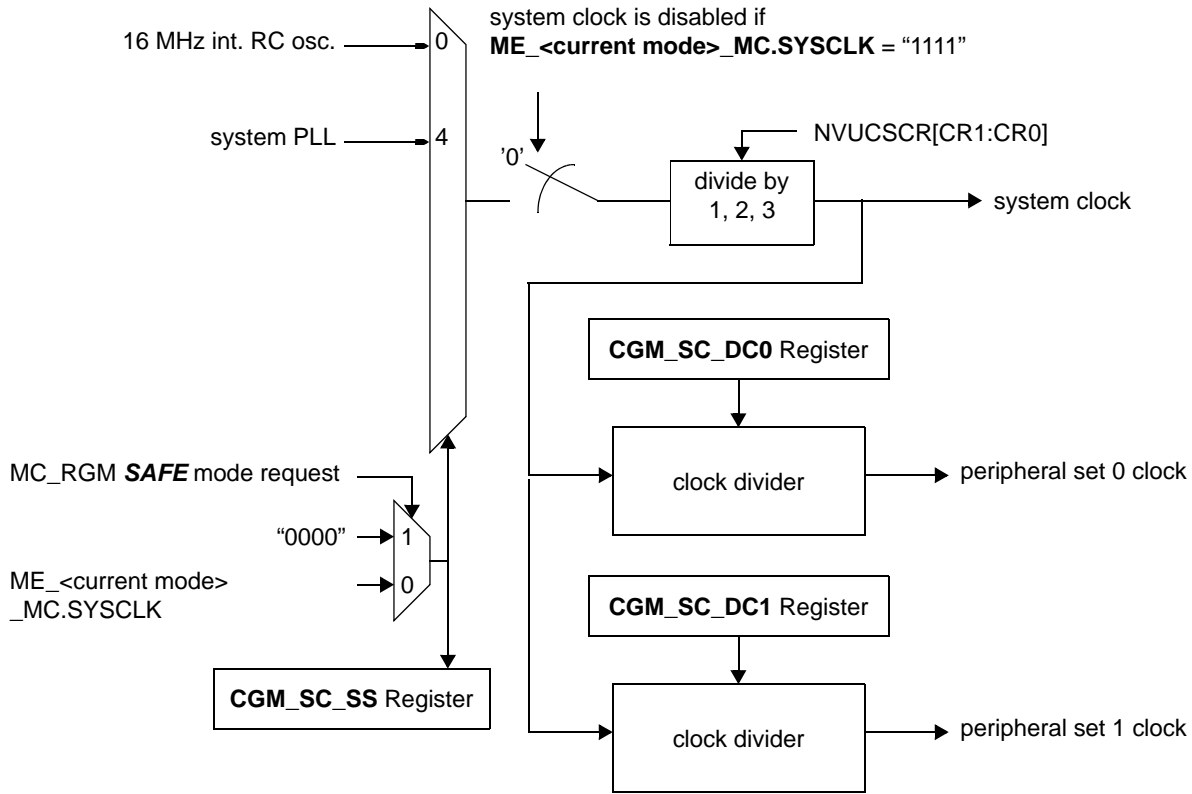 system clock is disabled if
ME_<current mode>_MC.SYSCLK = “1111”
16 MHz int. RC osc.
0
system PLL
4
'0'
NVUCSCR[CR1:CR0]
divide by
1, 2, 3
system clock
CGM_SC_DC0 Register
MC_RGM SAFE mode request
clock divider
peripheral set 0 clock
“0000”
1
ME_<current mode>
_MC.SYSCLK
0
CGM_SC_DC1 Register
CGM_SC_SS Register
clock divider
peripheral set 1 clock